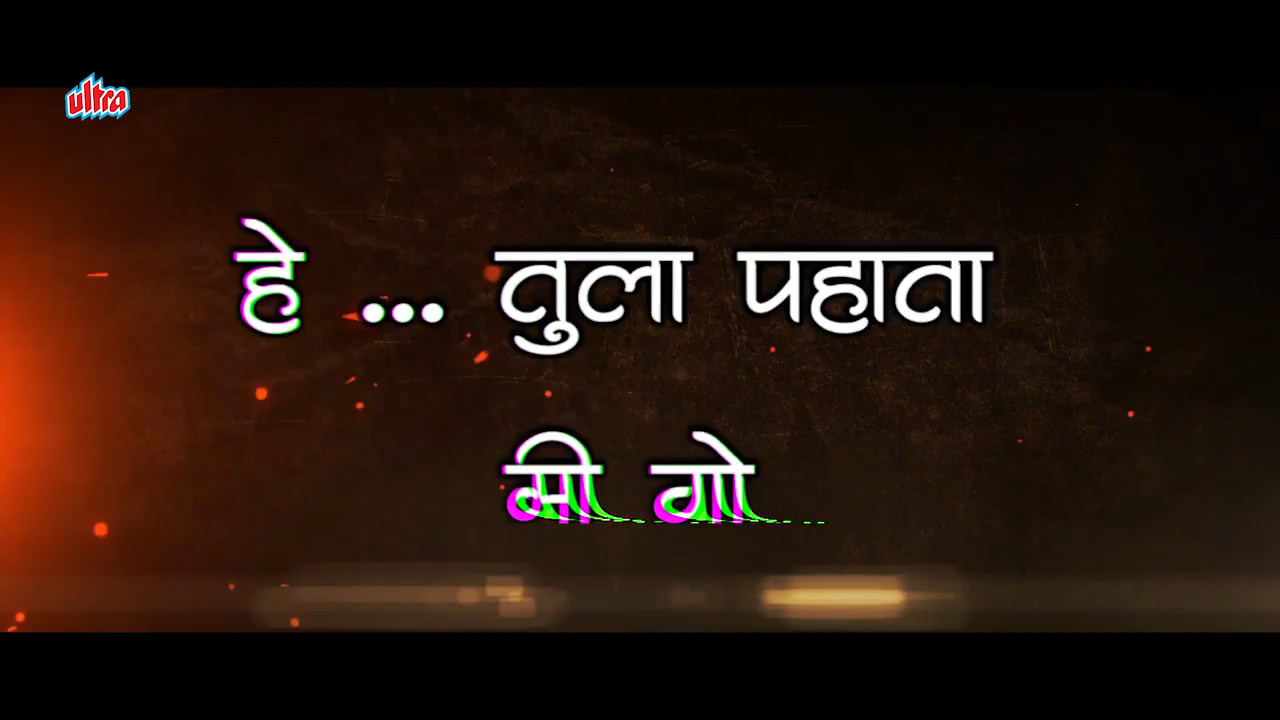 ultra
हे ... तुला पहाता
मी गो